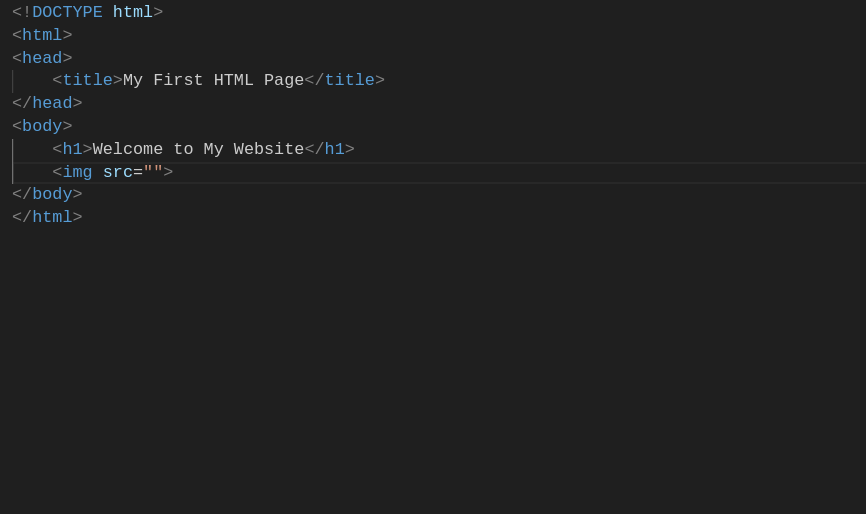 <!DOCTYPE html>
<html>
<head>
    <title>My First HTML Page</title>
</head>
<body>
    <h1>Welcome to My Website</h1>
    <img src="">
</body>
</html>